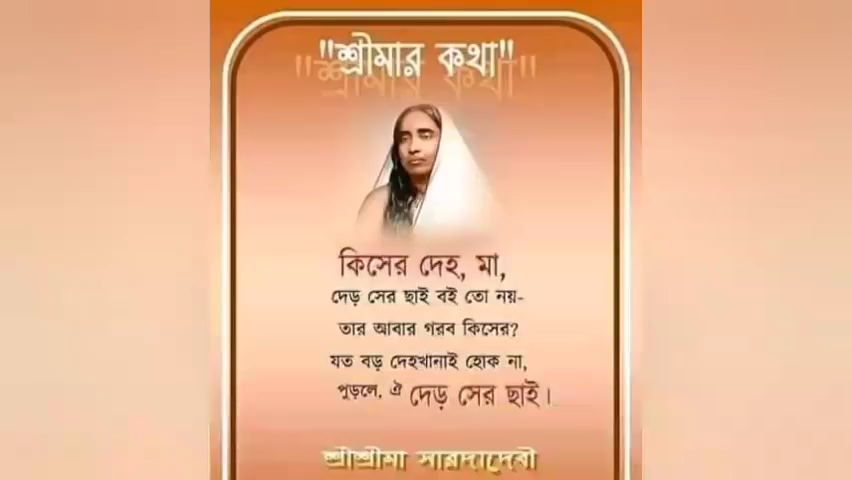 "শ্রীমার কথা"
কিসের দেহ, মা,
দেড় সের ছাই বই তো নয়-
তার আবার গরব কিসের?
যত বড় দেহখানাই হোক না,
পুড়লে, ঐ দেড় সের ছাই।
শ্রীশ্রীমা সারদাদেবী